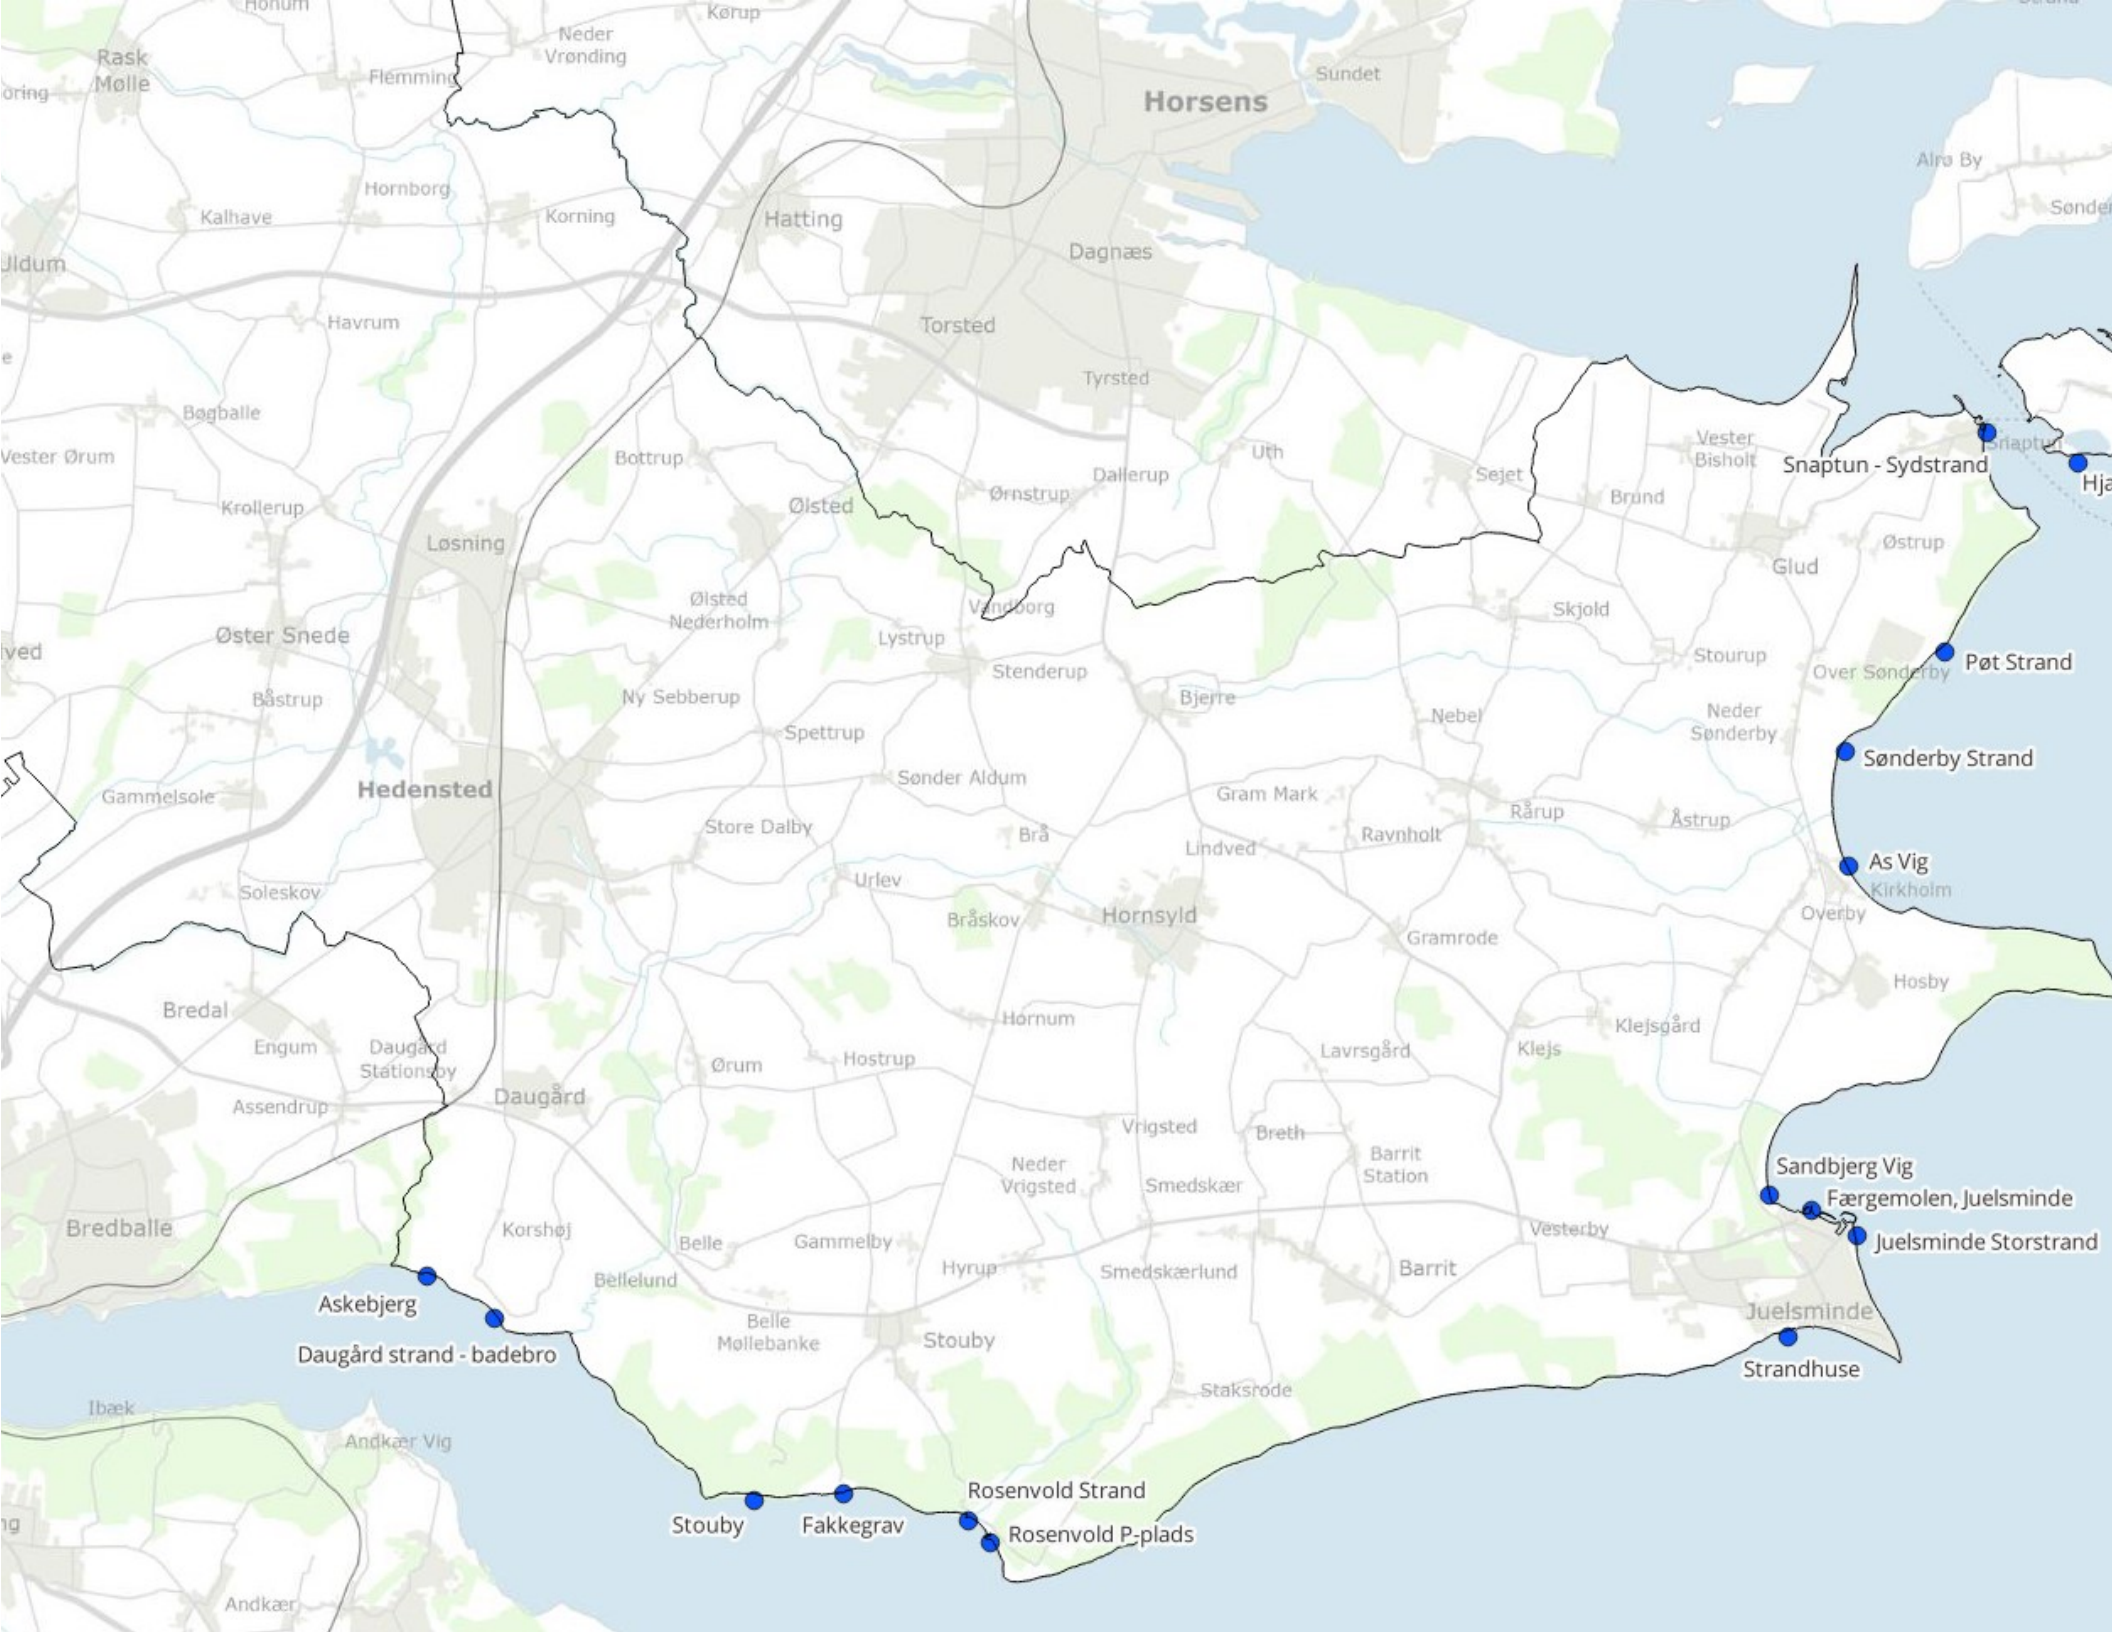 Honum
Kørup
Neder
Vrønding
Rask
Mølle
Flemming
Sundet
Horsens
Alrø By
Hornborg
Kalhave
Korning
Hatting
Dagnæs
Havrum
Torsted
Tyrsted
Bøgballe
Vester
Bisholt
Snaptun
Uth
Vester Ørum
Bottrup
Snaptun - Sydstrand
Dallerup
Sejet
Ørnstrup
Brund
Krollerup
Ølsted
Løsning
Østrup
Glud
Ølsted
Nederholm
Vandborg
Skjold
Øster Snede
Lystrup
Stourup
Pøt Strand
Stenderup
Over Sønderby
Båstrup
Ny Sebberup
Bjerre
Nebel
Neder
Sønderby
Spettrup
Sønderby Strand
Sønder Aldum
Hedensted
Gammelsole
Gram Mark
Rårup
Åstrup
Store Dalby
Brå
Ravnholt
Lindved
As Vig
Urlev
Kirkholm
Soleskov
Bråskov
Hornsyld
Overby
Gramrode
Hosby
Bredal
Hornum
Klejsgård
Engum
Daugård
Stationsby
Lavrsgård
Klejs
Hostrup
Ørum
Daugård
Assendrup
Vrigsted
Breth
Barrit
Station
Neder
Vrigsted
Smedskær
Sandbjerg Vig
Færgemolen, Juelsminde
Bredballe
Korshøj
Belle
Gammelby
Vesterby
Juelsminde Storstrand
Hyrup
Smedskærlund
Barrit
Bellelund
Askebjerg
Juelsminde
Belle
Møllebanke
Stouby
Daugård strand - badebro
Strandhuse
Staksrode
Ibæk
Andkær Vig
Rosenvold Strand
Stouby
Fakkegrav
Rosenvold P-plads
Andkær